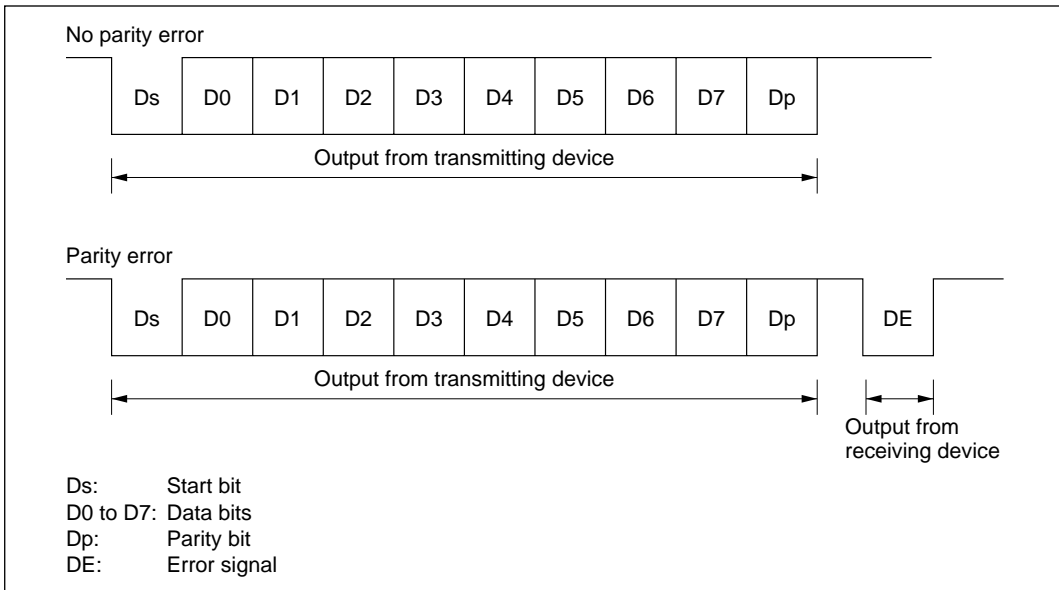 No parity error
Ds D0 D1 D2 D3 D4 D5 D6 D7 Dp
Output from transmitting device
Parity error
Ds D0 D1 D2 D3 D4 D5 D6 D7 Dp DE
Output from transmitting device
Output from
receiving device
Ds: Start bit
D0 to D7: Data bits
Dp: Parity bit
DE: Error signal